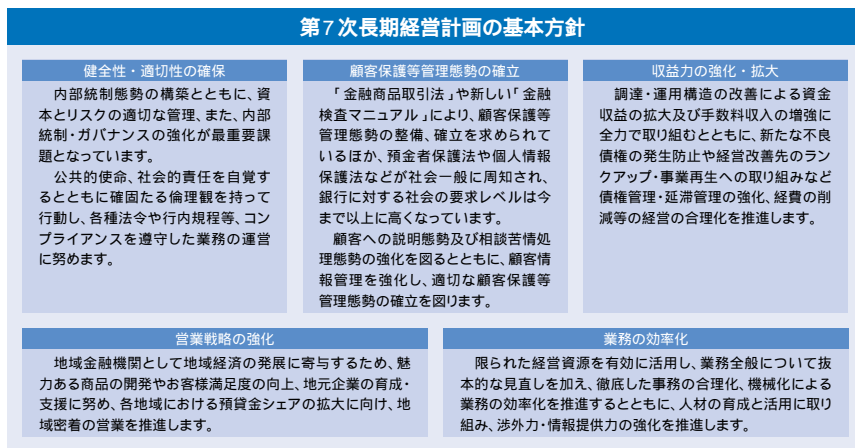 第7次長期経営計画の基本方針
健全性・適切性の確保
内部統制態勢の構築とともに、資
本とリスクの適切な管理、また、内部
統制・ガバナンスの強化が最重要課
題となっています。
公共的使命、社会的責任を自覚す
るとともに確固たる倫理観を持って
行動し、各種法令や行内規程等、コン
プライアンスを遵守した業務の運営
に努めます。
顧客保護等管理態勢の確立
「金融商品取引法」や新しい「金融
検査マニュアル」により、顧客保護等
管理態勢の整備、確立を求められて
いるほか、預金者保護法や個人情報
保護法などが社会一般に周知され、
銀行に対する社会の要求レベルは今
まで以上に高くなっています。
顧客への説明態勢及び相談苦情処
理態勢の強化を図るとともに、顧客情
報管理を強化し、適切な顧客保護等
管理態勢の確立を図ります。
収益力の強化・拡大
調達・運用構造の改善による資金
収益の拡大及び手数料収入の増強に
全力で取り組むとともに、新たな不良
債権の発生防止や経営改善先のラン
クアップ・事業再生への取り組みなど
債権管理・延滞管理の強化、経費の削
減等の経営の合理化を推進します。
営業戦略の強化
地域金融機関として地域経済の発展に寄与するため、魅
力ある商品の開発やお客様満足度の向上、地元企業の育成・
支援に努め、各地域における預貸金シェアの拡大に向け、地
域密着の営業を推進します。
業務の効率化
限られた経営資源を有効に活用し、業務全般について抜
本的な見直しを加え、徹底した事務の合理化、機械化による
業務の効率化を推進するとともに、人材の育成と活用に取り
組み、渉外力・情報提供力の強化を推進します。